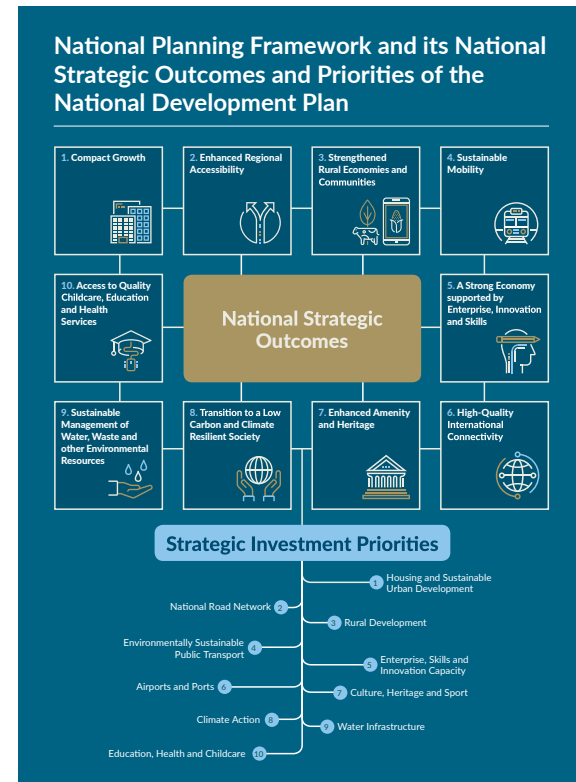 National Planning Framework and its National
Strategic Outcomes and Priorities of the
National Development Plan
1. Compact Growth
2. Enhanced Regional
Accessibility
3. Strengthened
Rural Economies and
Communities
4. Sustainable
Mobility
10. Access to Quality
Childcare, Education
and Health
Services
National Strategic
Outcomes
5. A Strong Economy
supported by
Enterprise, Innovation
and Skills
9. Sustainable
Management of
Water, Waste and
other Environmental
Resources
8. Transition to a Low
Carbon and Climate
Resilient Society
7. Enhanced Amenity
and Heritage
6. High-Quality
International
Connectivity
Strategic Investment Priorities
1 Housing and Sustainable
Urban Development
National Road Network 2
3 Rural Development
Environmentally Sustainable
Public Transport 4
5 Enterprise, Skills and
Innovation Capacity
Airports and Ports 6
7 Culture, Heritage and Sport
Climate Action 8
9 Water Infrastructure
Education, Health and Childcare 10